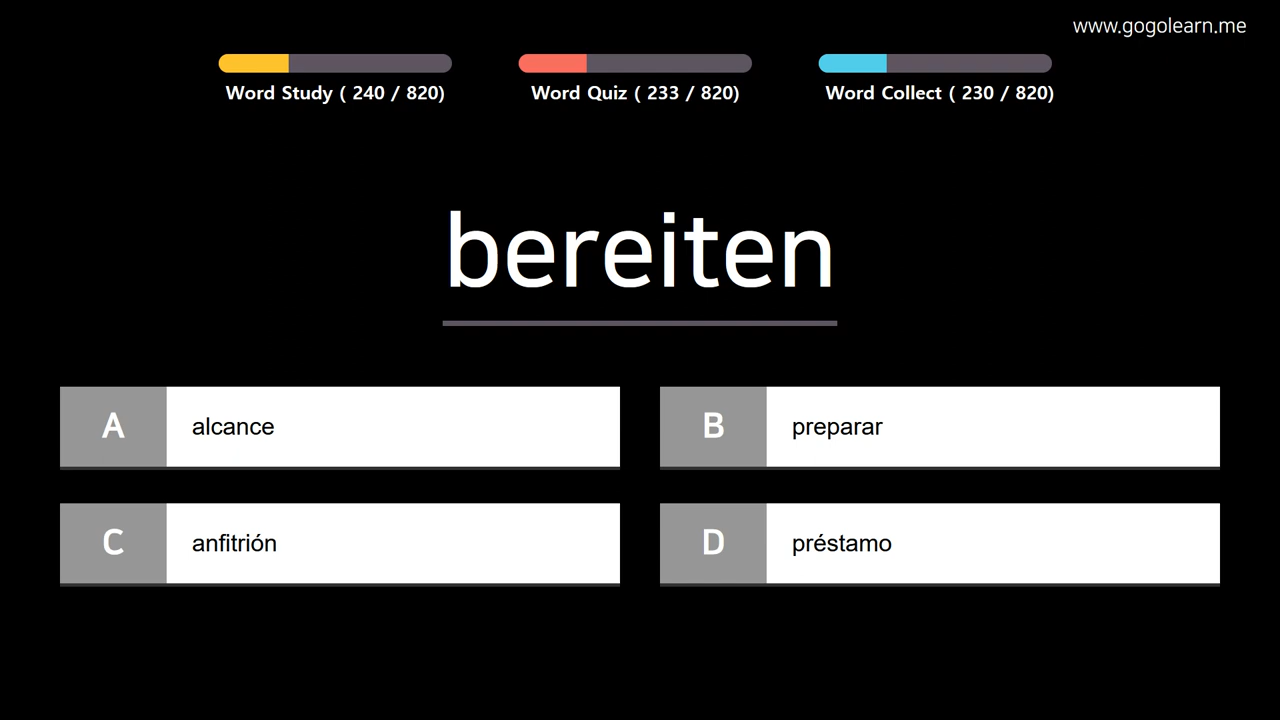 www.gogolearn.me
Word Study ( 240 / 820)
Word Quiz ( 233 / 820)
Word Collect ( 230 / 820)
bereiten
A alcance
B preparar
C anfitrión
D préstamo